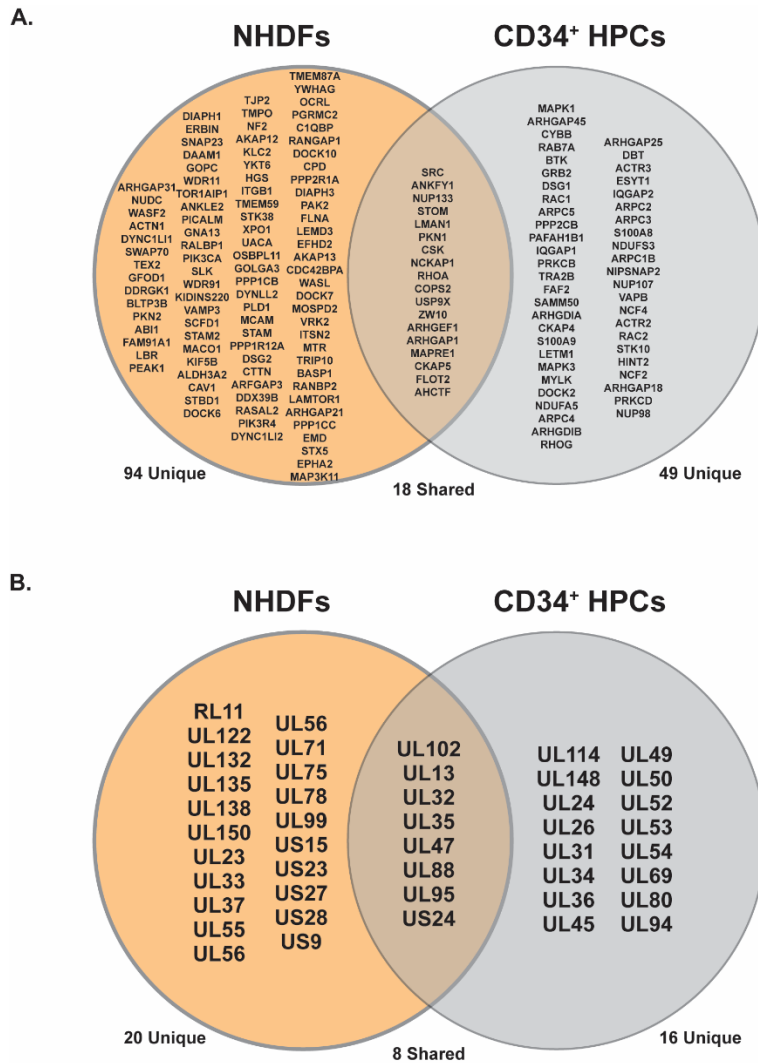 A.
NHDFs
CD34+ HPCs
ARHGAP31
NUDC
WASF2
ACTN1
DYNC1LI1
SWAP70
TEX2
GFOD1
DDRGK1
BLTP3B
PKN2
ABI1
FAM91A1
LBR
PEAK1
DIAPH1
ERBIN
SNAP23
DAAM1
GOPC
WDR11
TOR1AIP1
ANKLE2
PICALM
GNA13
RALBP1
PIK3CA
SLK
WDR91
KIDINS220
VAMP3
SCFD1
STAM2
MACO1
KIF5B
ALDH3A2
CAV1
STBD1
DOCK6
TJP2
TMPO
NF2
AKAP12
KLC2
YKT6
HGS
ITGB1
TMEM59
STK38
XPO1
UACA
OSBPL11
GOLGA3
PPP1CB
DYNLL2
PLD1
MCAM
STAM
PPP1R12A
DSG2
CTTN
ARFGAP3
DDX39B
RASAL2
PIK3R4
DYNC1LI2
TMEM87A
YWHAG
OCRL
PGRMC2
C1QBP
RANGAP1
DOCK10
CPD
PPP2R1A
DIAPH3
PAK2
FLNA
LEMD3
EFHD2
AKAP13
CDC42BPA
WASL
DOCK7
MOSPD2
VRK2
ITSN2
MTR
TRIP10
BASP1
RANBP2
LAMTOR1
ARHGAP21
PPP1CC
EMD
STX5
EPHA2
MAP3K11
SRC
ANKFY1
NUP133
STOM
LMAN1
PKN1
CSK
NCKAP1
RHOA
COPS2
USP9X
ZW10
ARHGEF1
ARHGAP1
MAPRE1
CKAP5
FLOT2
AHCTF
MAPK1
ARHGAP45
CYBB
RAB7A
BTK
GRB2
DSG1
RAC1
ARPC5
PPP2CB
PAFAH1B1
IQGAP1
PRKCB
TRA2B
FAF2
SAMM50
ARHGDIA
CKAP4
S100A9
LETM1
MAPK3
MYLK
DOCK2
NDUFA5
ARPC4
ARHGDIB
RHOG
ARHGAP25
DBT
ACTR3
ESYT1
IQGAP2
ARPC2
ARPC3
S100A8
NDUFS3
ARPC1B
NIPSNAP2
NUP107
VAPB
NCF4
ACTR2
RAC2
STK10
HINT2
NCF2
ARHGAP18
PRKCD
NUP98
94 Unique
18 Shared
49 Unique
B.
NHDFs
CD34+ HPCs
RL11
UL122
UL132
UL135
UL138
UL150
UL23
UL33
UL37
UL55
UL56
UL56
UL71
UL75
UL78
UL99
US15
US23
US27
US28
US9
UL102
UL13
UL32
UL35
UL47
UL88
UL95
US24
UL114
UL148
UL24
UL26
UL31
UL34
UL36
UL45
UL49
UL50
UL52
UL53
UL54
UL69
UL80
UL94
20 Unique
8 Shared
16 Unique